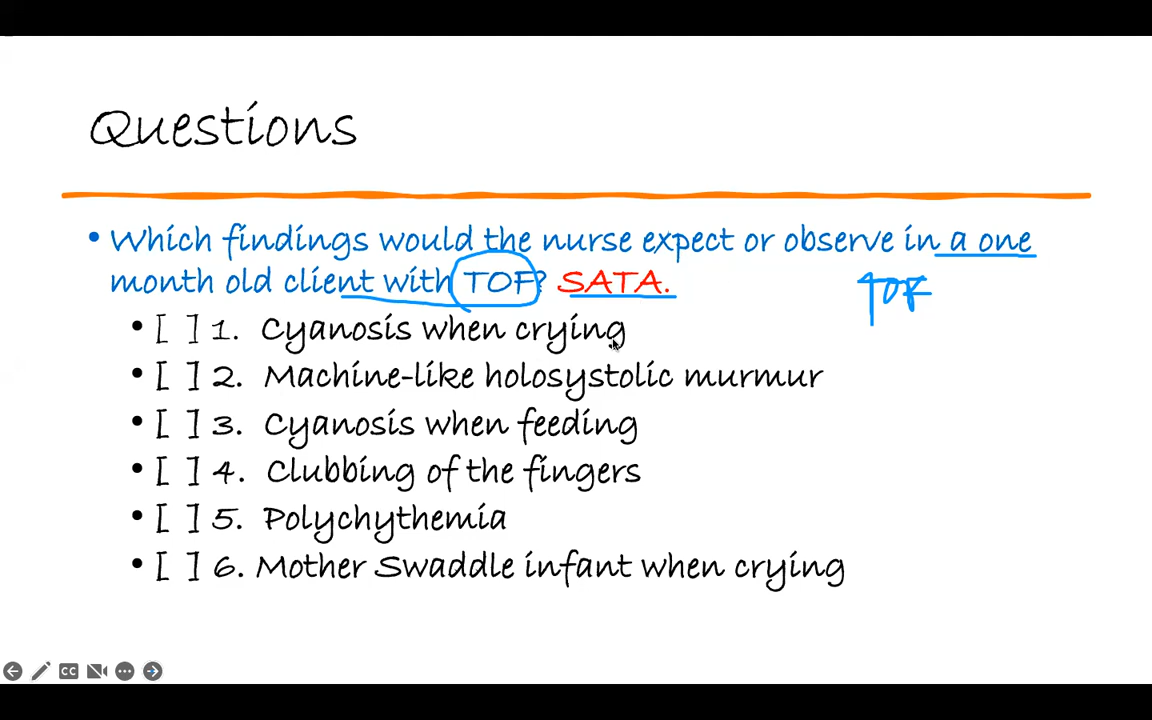 Questions
• Which findings would the nurse expect or observe in a one
month old client with TOF? SATA.
TOF
• [ ] 1. Cyanosis when crying
• [ ] 2. Machine-like holosystolic murmur
• [ ] 3. Cyanosis when feeding
• [ ] 4. Clubbing of the fingers
• [ ] 5. Polychythemia
• [ ] 6. Mother Swaddle infant when crying
CC